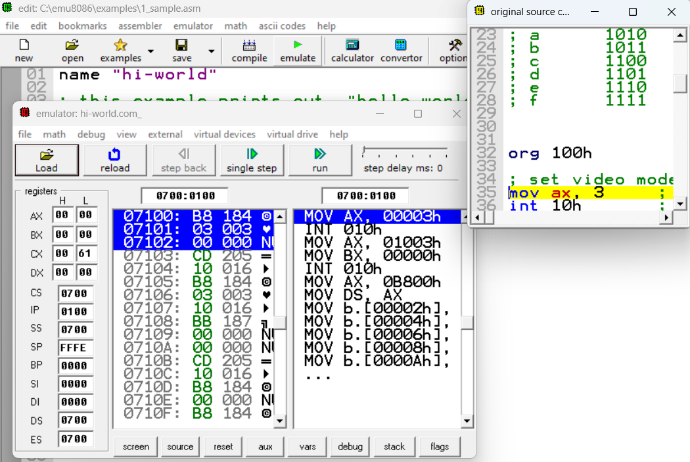 edit: C:\emu8086\examples\1_sample.asm
file edit bookmarks assembler emulator math ascii codes help
new open examples save compile emulate calculator convertor options
01 name "hi-world"
02
emulator: hi-world.com_
file math debug view external virtual devices virtual drive help
Load reload step back single step run step delay ms: 0
registers
H L
AX 00 00
BX 00 00
CX 00 61
DX 00 00
CS 0700
IP 0100
SS 0700
SP FFFE
BP 0000
SI 0000
DI 0000
DS 0700
ES 0700
0700:0100
07100: B8 184
07101: 03 003 ♥
07102: 00 000 NU
07103: CD 205 =
07104: 10 016
07105: B8 184
07106: 03 003 ♥
07107: 10 016
07108: BB 187 ╗
07109: 00 000 NU
0710A: 00 000 NU
0710B: CD 205 =
0710C: 10 016
0710D: B8 184
0710E: 00 000 NU
0710F: B8 184
0700:0100
MOV AX, 00003h
INT 010h
MOV AX, 01003h
MOV BX, 00000h
INT 010h
MOV AX, 0B800h
MOV DS, AX
MOV b.[00002h],
MOV b.[00004h],
MOV b.[00006h],
MOV b.[00008h],
MOV b.[0000Ah],
...
screen source reset aux vars debug stack flags
original source c...
23 ; a 1010
24 ; b 1011
25 ; c 1100
26 ; d 1101
27 ; e 1110
28 ; f 1111
29
30
31
32 org 100h
33
34 ; set video mode
35 mov ax, 3 ;
36 int 10h ;